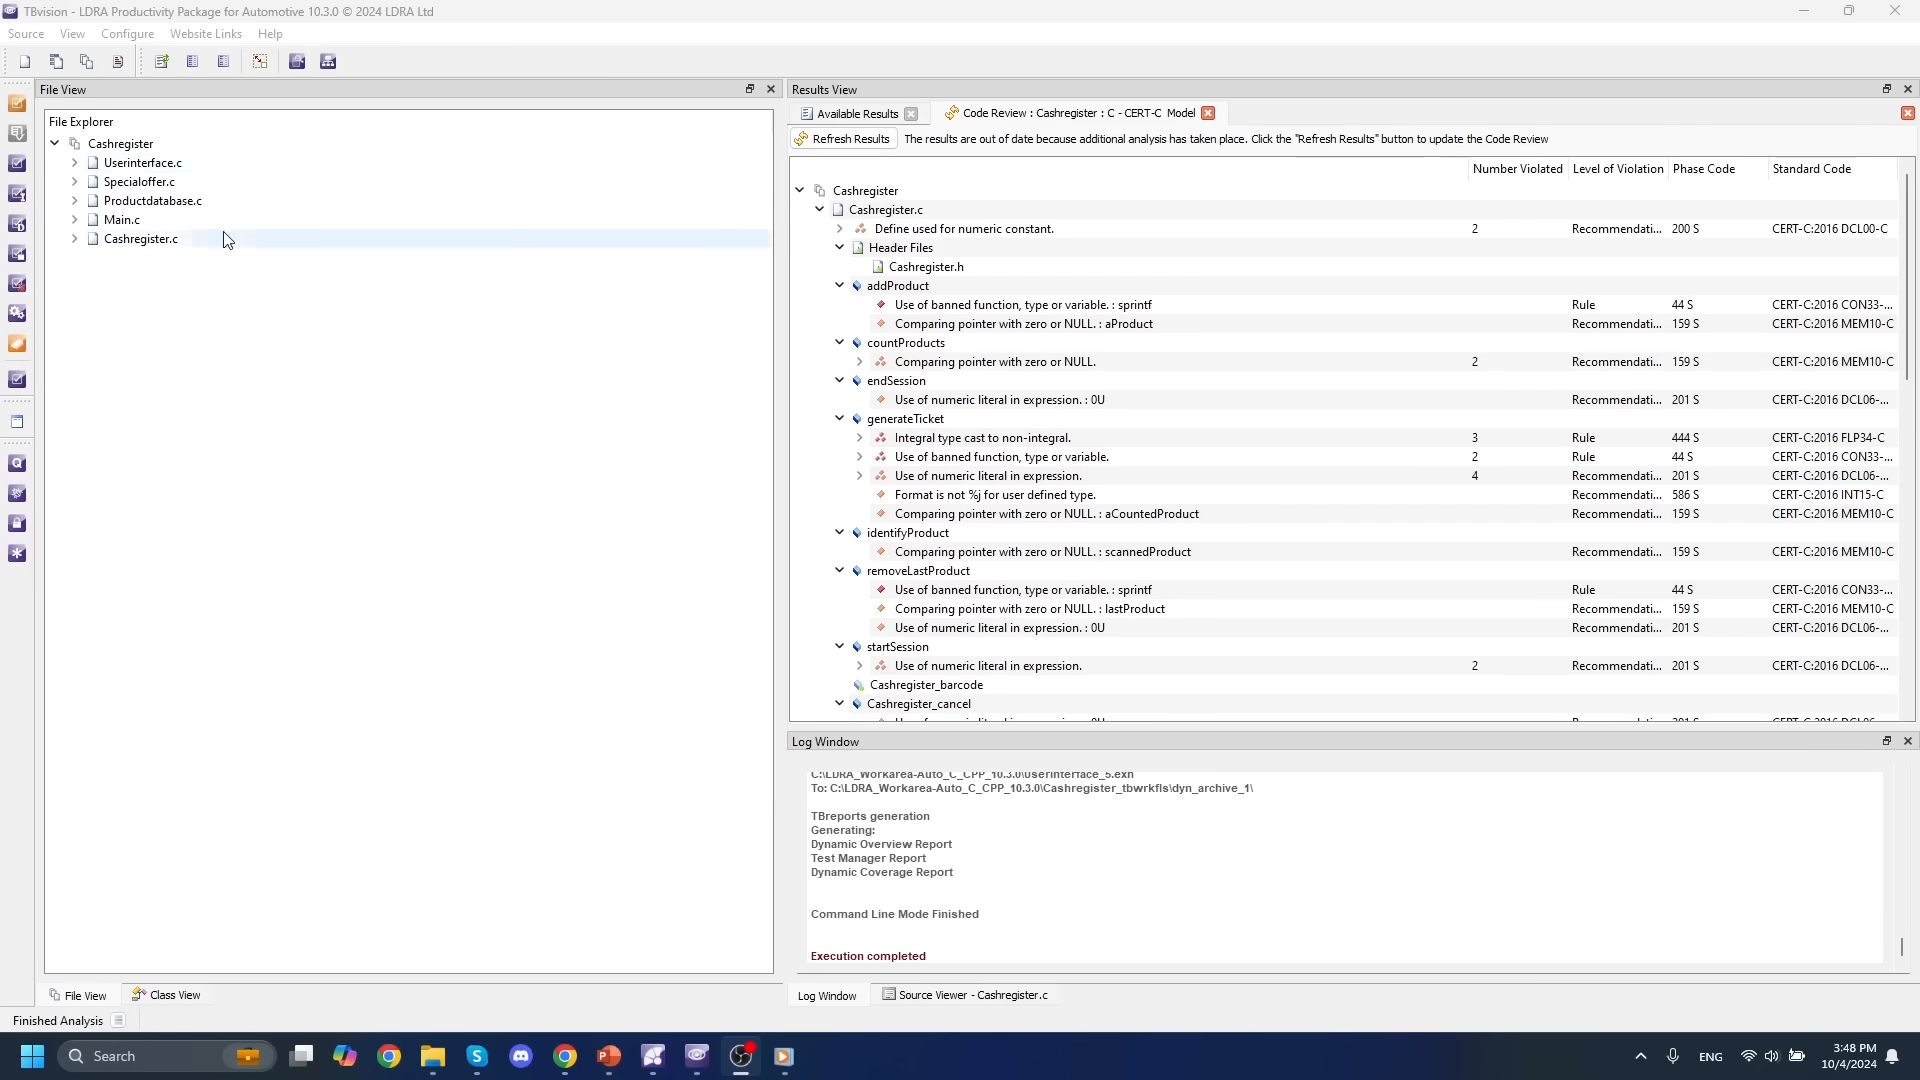 TBvision - LDRA Productivity Package for Automotive 10.3.0 © 2024 LDRA Ltd
Source View Configure Website Links Help
File View
File Explorer
Cashregister
Userinterface.c
Specialoffer.c
Productdatabase.c
Main.c
Cashregister.c
File View Class View
Finished Analysis
Results View
Available Results Code Review : Cashregister : C - CERT-C Model
Refresh Results The results are out of date because additional analysis has taken place. Click the "Refresh Results" button to update the Code Review
Number Violated Level of Violation Phase Code Standard Code
Cashregister
Cashregister.c
Define used for numeric constant. 2 Recommendati... 200 S CERT-C:2016 DCL00-C
Header Files
Cashregister.h
addProduct
Use of banned function, type or variable. : sprintf Rule 44 S CERT-C:2016 CON33-...
Comparing pointer with zero or NULL. : aProduct Recommendati... 159 S CERT-C:2016 MEM10-C
countProducts
Comparing pointer with zero or NULL. 2 Recommendati... 159 S CERT-C:2016 MEM10-C
endSession
Use of numeric literal in expression. : 0U Recommendati... 201 S CERT-C:2016 DCL06-...
generateTicket
Integral type cast to non-integral. 3 Rule 444 S CERT-C:2016 FLP34-C
Use of banned function, type or variable. 2 Rule 44 S CERT-C:2016 CON33-...
Use of numeric literal in expression. 4 Recommendati... 201 S CERT-C:2016 DCL06-...
Format is not %j for user defined type. Recommendati... 586 S CERT-C:2016 INT15-C
Comparing pointer with zero or NULL. : aCountedProduct Recommendati... 159 S CERT-C:2016 MEM10-C
identifyProduct
Comparing pointer with zero or NULL. : scannedProduct Recommendati... 159 S CERT-C:2016 MEM10-C
removeLastProduct
Use of banned function, type or variable. : sprintf Rule 44 S CERT-C:2016 CON33-...
Comparing pointer with zero or NULL. : lastProduct Recommendati... 159 S CERT-C:2016 MEM10-C
Use of numeric literal in expression. : 0U Recommendati... 201 S CERT-C:2016 DCL06-...
startSession
Use of numeric literal in expression. 2 Recommendati... 201 S CERT-C:2016 DCL06-...
Cashregister_barcode
Cashregister_cancel
Log Window
C:\LDRA_Workarea-Auto_C_CPP_10.3.0\Userinterface_5.exh
To: C:\LDRA_Workarea-Auto_C_CPP_10.3.0\Cashregister_tbwrkfls\dyn_archive_1\
TBreports generation
Generating:
Dynamic Overview Report
Test Manager Report
Dynamic Coverage Report
Command Line Mode Finished
Execution completed
Log Window Source Viewer - Cashregister.c
Search
ENG
3:48 PM
10/4/2024